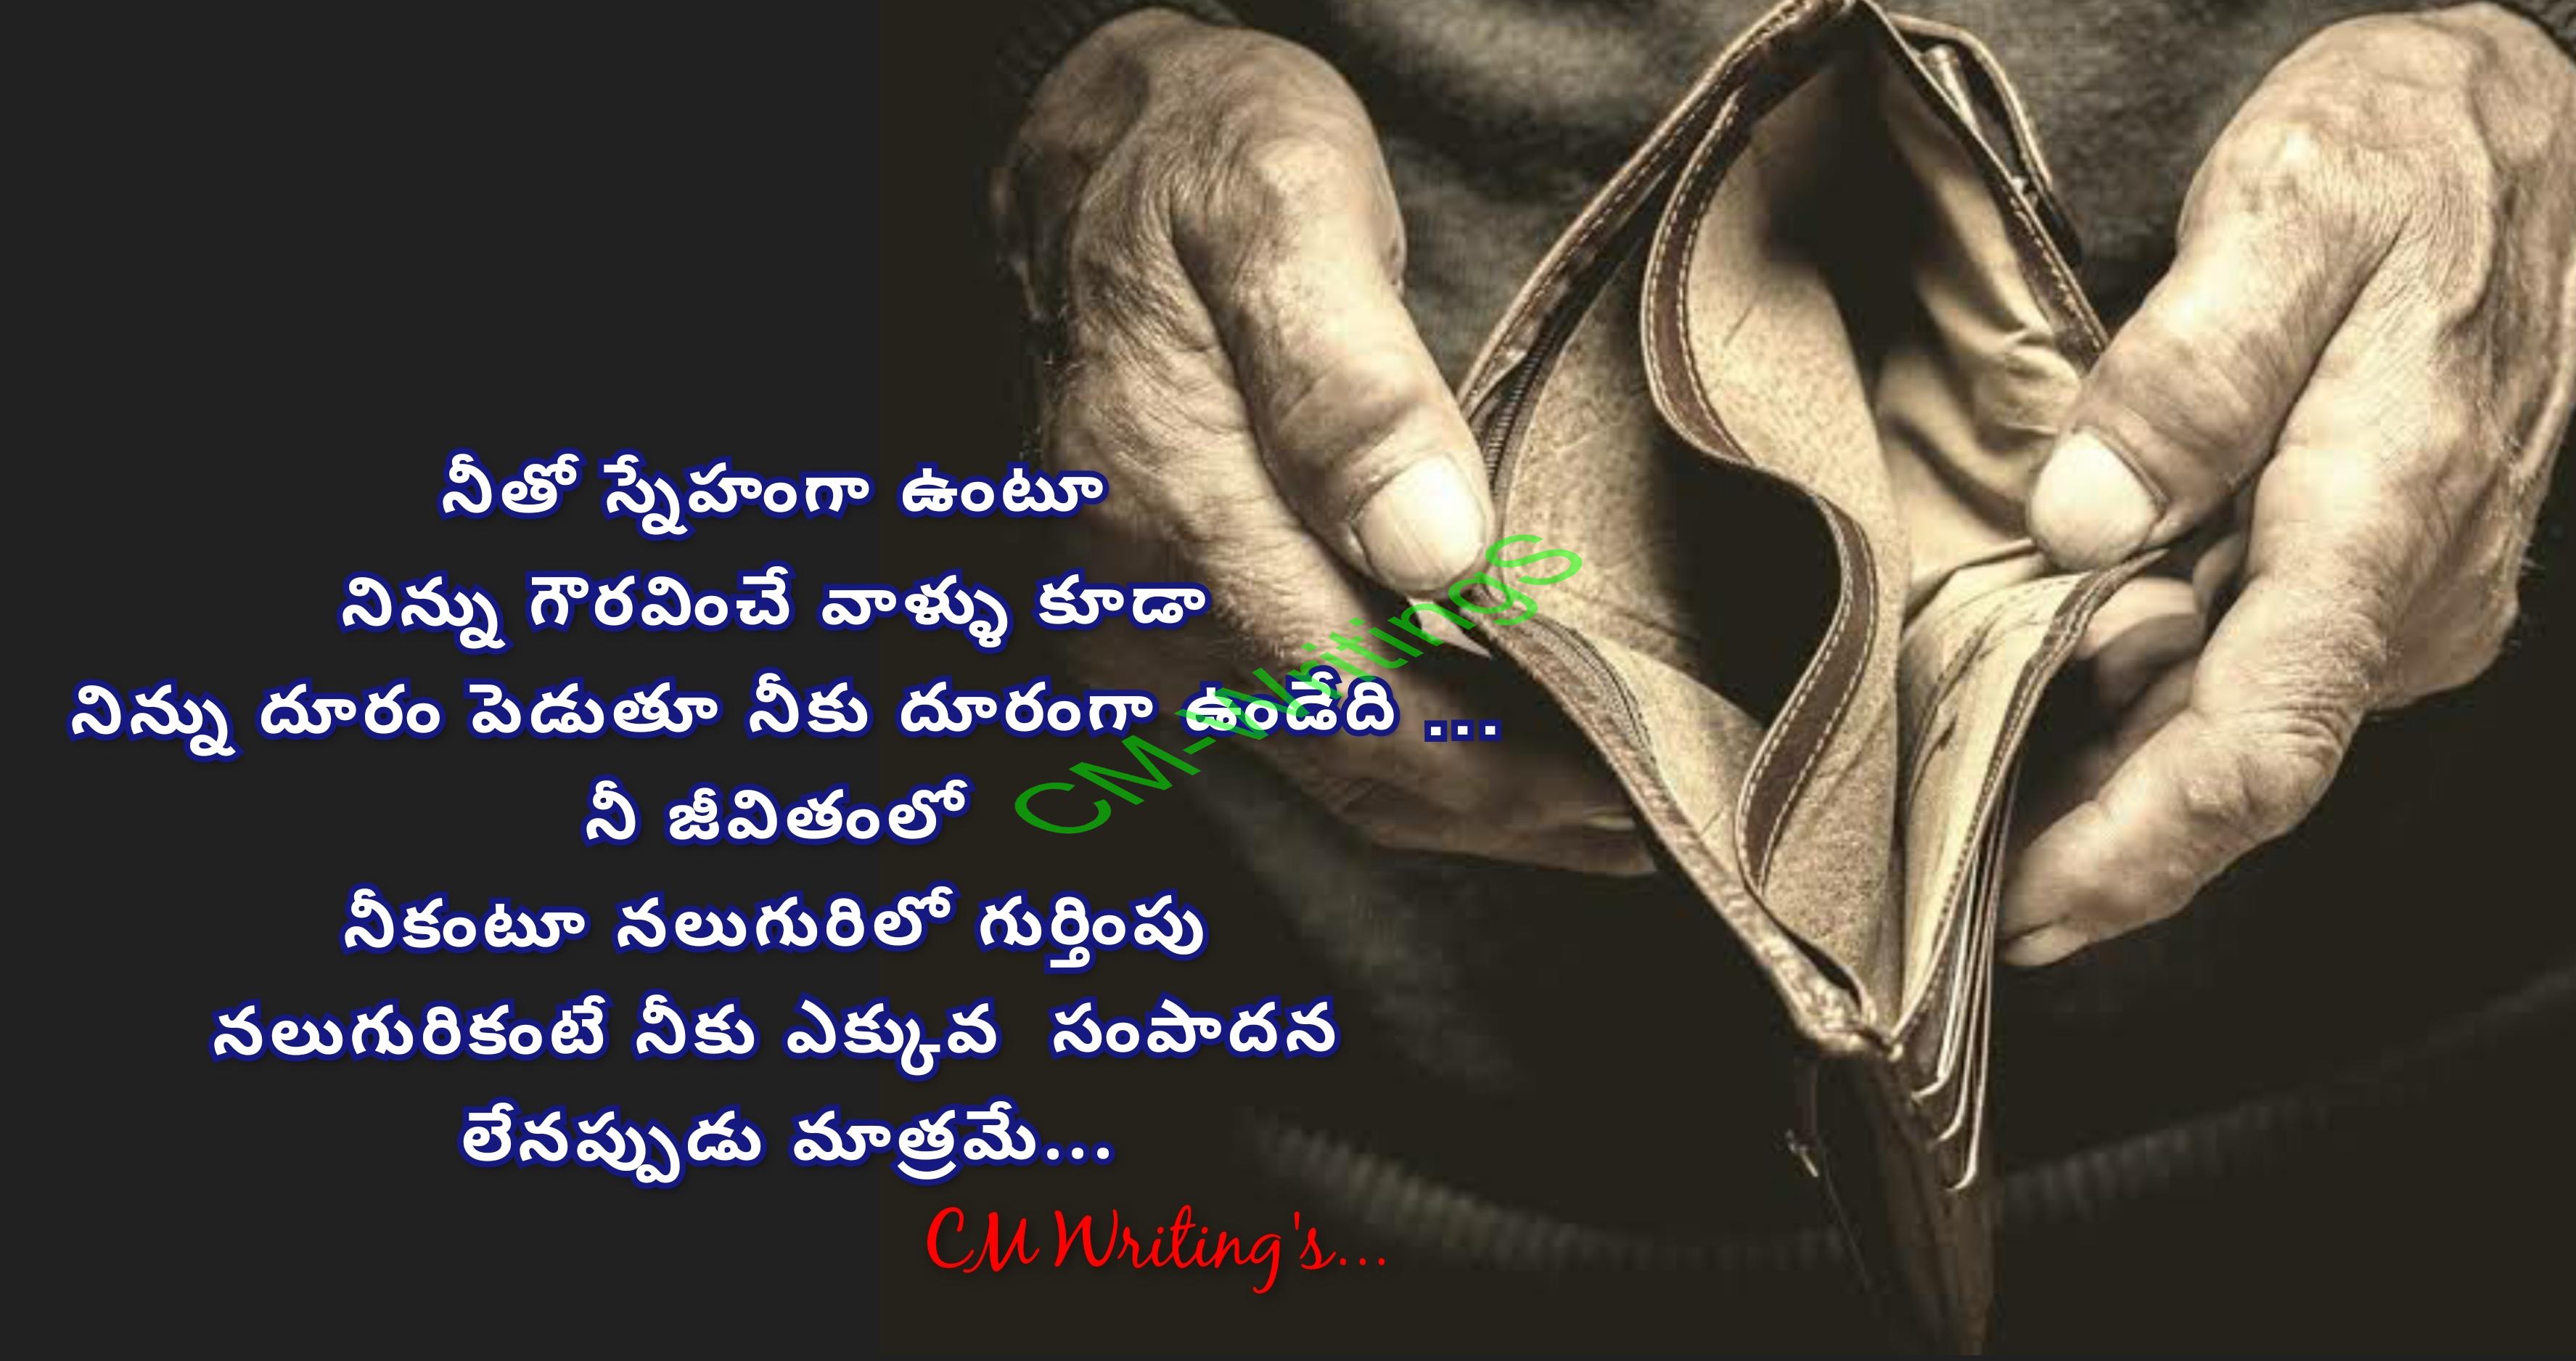 నీతో స్నేహంగా ఉంటూ
నిన్ను గౌరవించే వాళ్ళు కూడా
నిన్ను దూరం పెడుతూ నీకు దూరంగా ఉండేది ...
నీ జీవితంలో
నీకంటూ నలుగురిలో గుర్తింపు
నలుగురికంటే నీకు ఎక్కువ సంపాదన
లేనప్పుడు మాత్రమే...
CM Writing's...
CM-WritingS